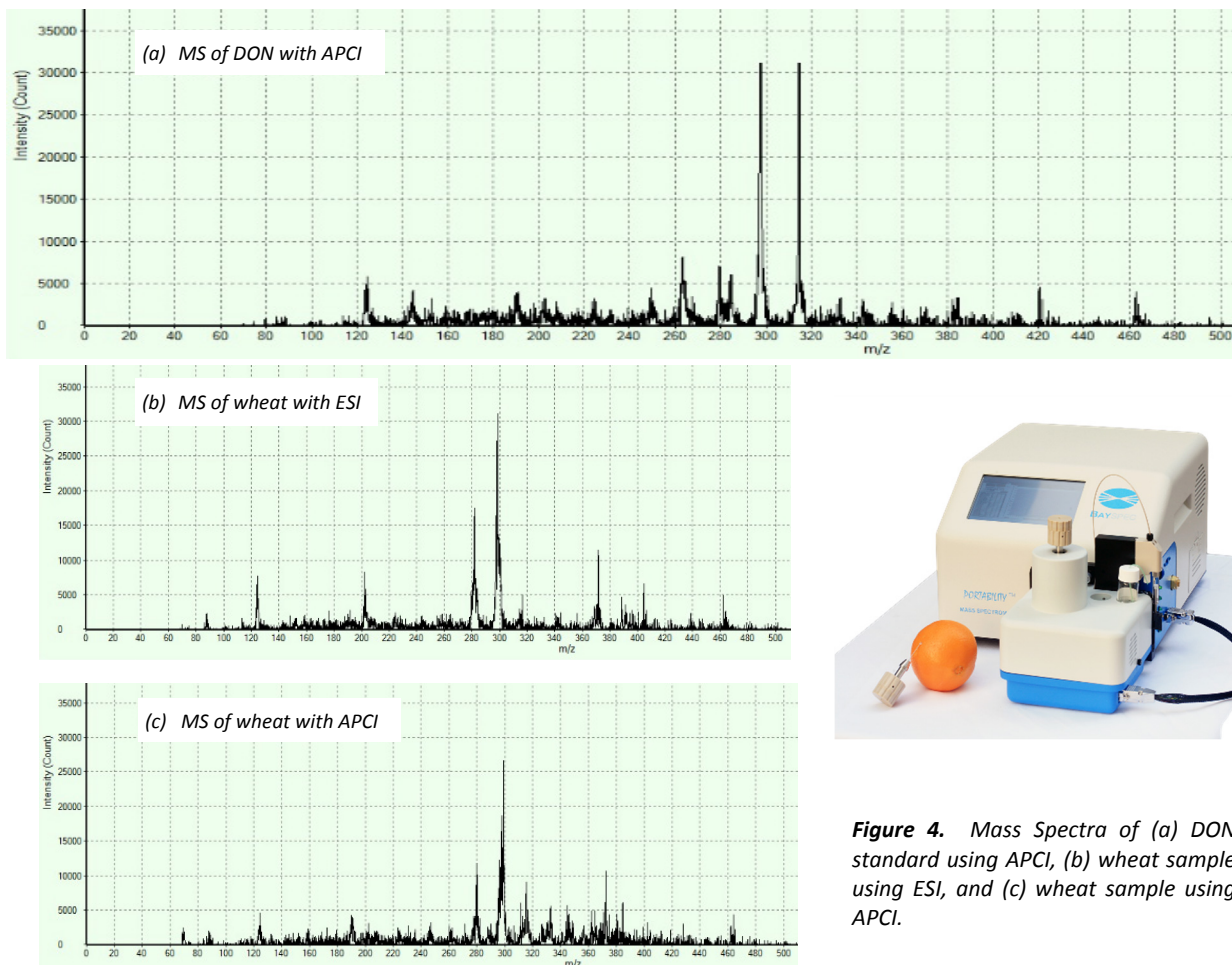 (a) MS of DON with APCI
35000
30000
25000
20000
15000
10000
5000
0
Intensity (Count)
0 20 40 60 80 100 120 140 160 180 200 220 240 260 280 300 320 340 360 380 400 420 440 460 480 500
m/z
(b) MS of wheat with ESI
35000
30000
25000
20000
15000
10000
5000
0
Intensity (Count)
0 20 40 60 80 100 120 140 160 180 200 220 240 260 280 300 320 340 360 380 400 420 440 460 480 500
m/z
BAYSPEC
PORTABILITY™
MASS SPECTRO
(c) MS of wheat with APCI
35000
30000
25000
20000
15000
10000
5000
0
Intensity (Count)
0 20 40 60 80 100 120 140 160 180 200 220 240 260 280 300 320 340 360 380 400 420 440 460 480 500
m/z
Figure 4. Mass Spectra of (a) DON
standard using APCI, (b) wheat sample
using ESI, and (c) wheat sample using
APCI.